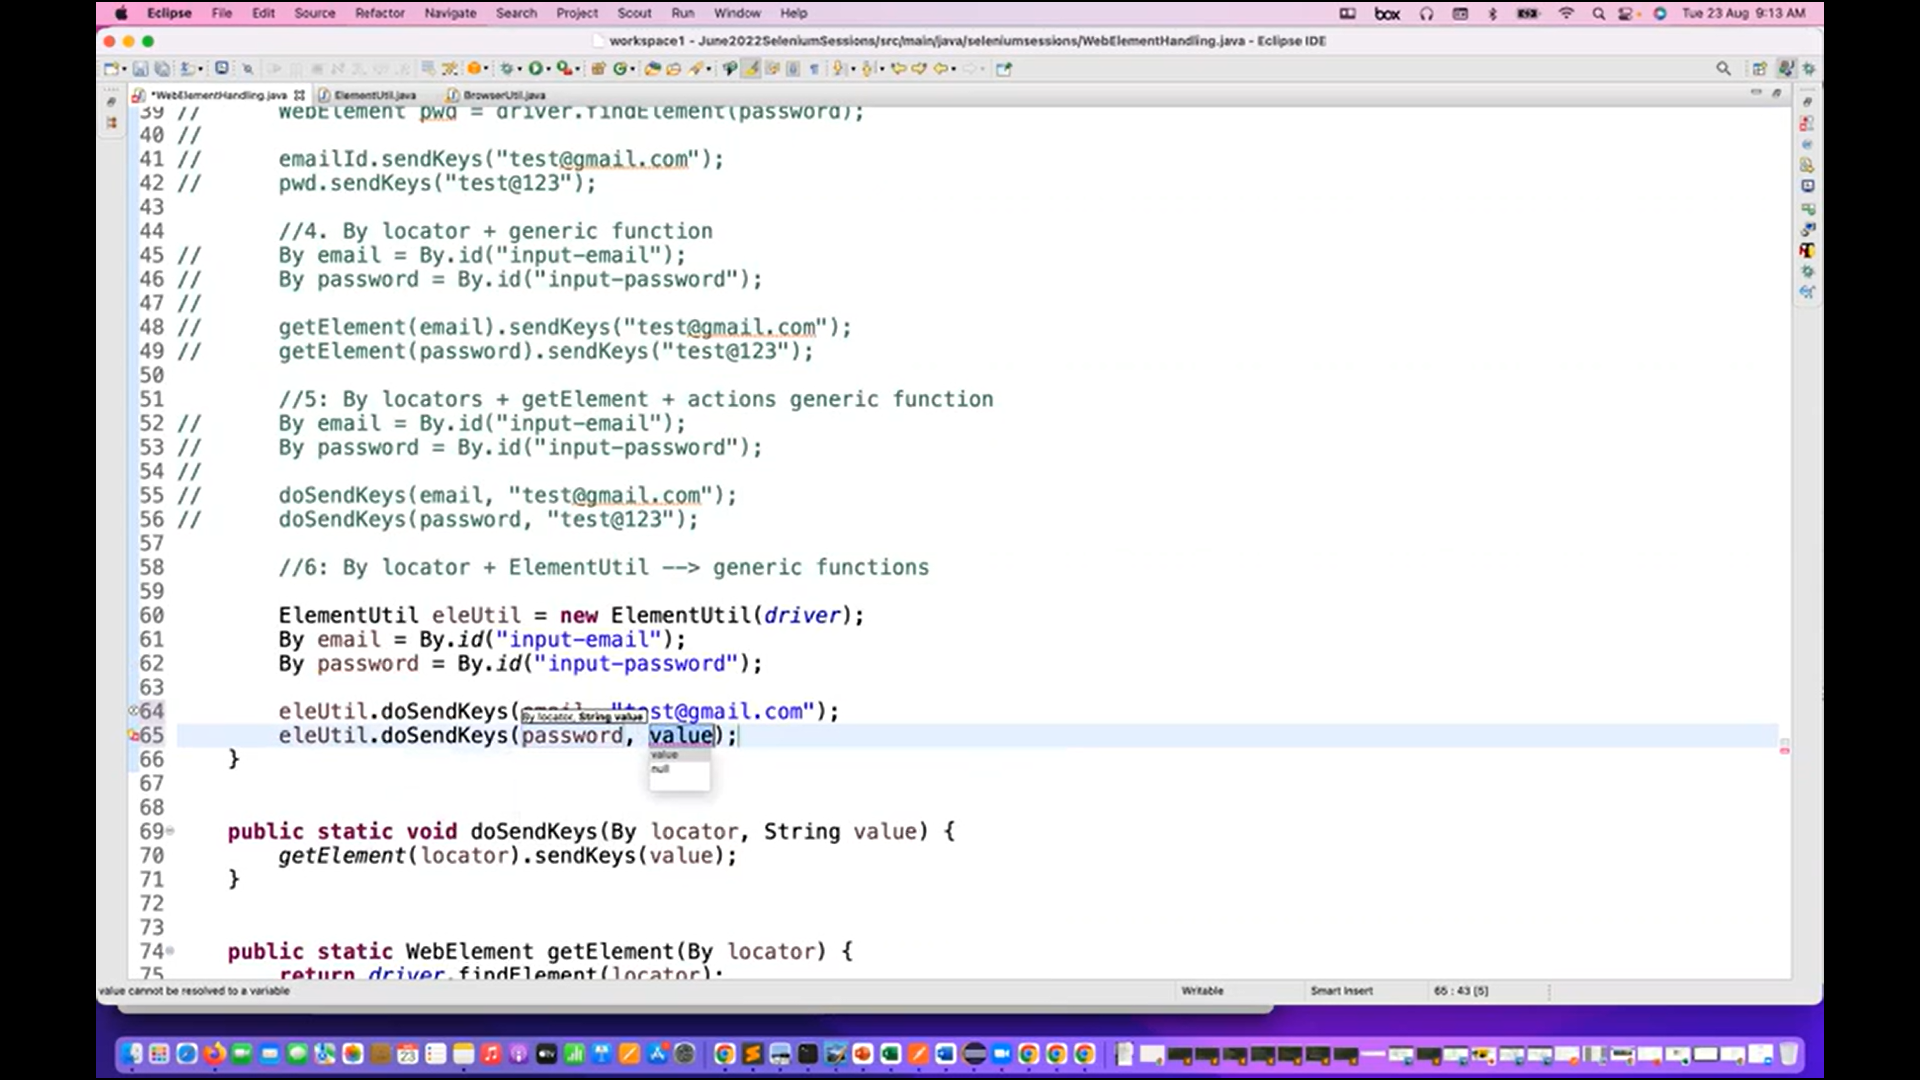 Eclipse File Edit Source Refactor Navigate Search Project Scout Run Window Help box Tue 23 Aug 9:13 AM
workspace1 - June2022SeleniumSessions/src/main/java/seleniumsessions/WebElementHandling.java - Eclipse IDE
*WebElementHandling.java ElementUtil.java BrowserUtil.java
39 // WebElement pwd = driver.findElement(password);
40 //
41 // emailId.sendKeys("test@gmail.com");
42 // pwd.sendKeys("test@123");
43
44 //4. By locator + generic function
45 // By email = By.id("input-email");
46 // By password = By.id("input-password");
47 //
48 // getElement(email).sendKeys("test@gmail.com");
49 // getElement(password).sendKeys("test@123");
50
51 //5: By locators + getElement + actions generic function
52 // By email = By.id("input-email");
53 // By password = By.id("input-password");
54 //
55 // doSendKeys(email, "test@gmail.com");
56 // doSendKeys(password, "test@123");
57
58 //6: By locator + ElementUtil --> generic functions
59
60 ElementUtil eleUtil = new ElementUtil(driver);
61 By email = By.id("input-email");
62 By password = By.id("input-password");
63
64 eleUtil.doSendKeys(email, "test@gmail.com");
By locator, String value
65 eleUtil.doSendKeys(password, value);
value
null
66 }
67
68
69 public static void doSendKeys(By locator, String value) {
70 getElement(locator).sendKeys(value);
71 }
72
73
74 public static WebElement getElement(By locator) {
75 return driver.findElement(locator);
value cannot be resolved to a variable Writable Smart Insert 65 : 43 [5]